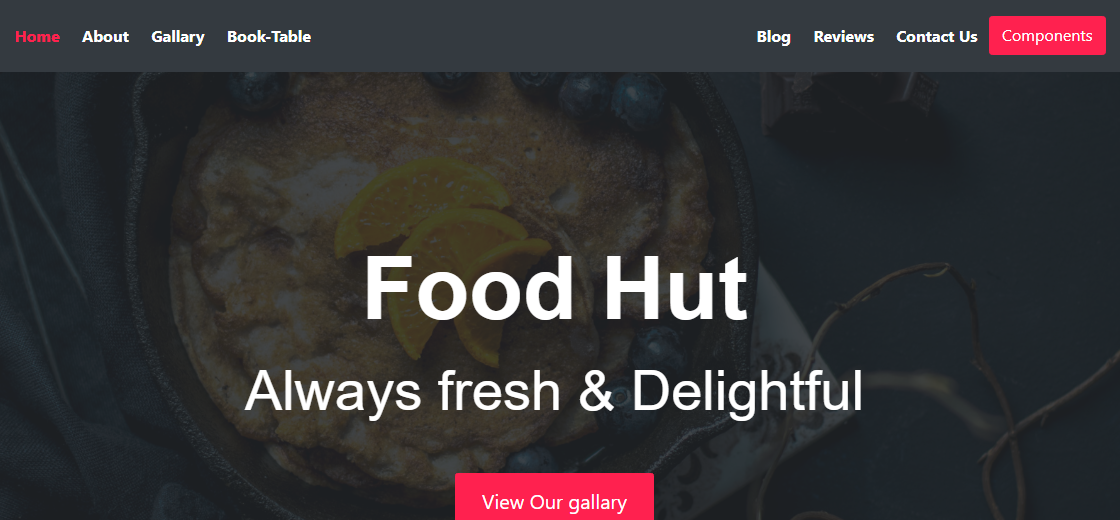 Home About Gallary Book-Table Blog Reviews Contact Us Components
Food Hut
Always fresh & Delightful
View Our gallary